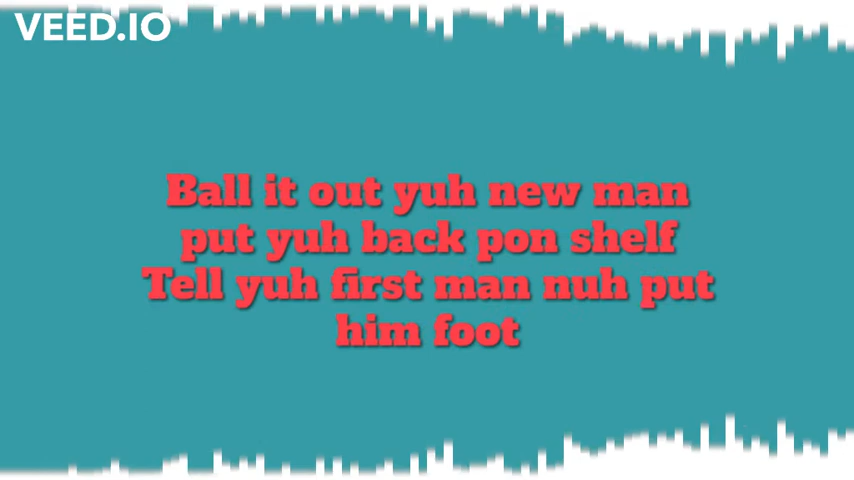 VEED.IO
Ball it out yuh new man
put yuh back pon shelf
Tell yuh first man nuh put
him foot